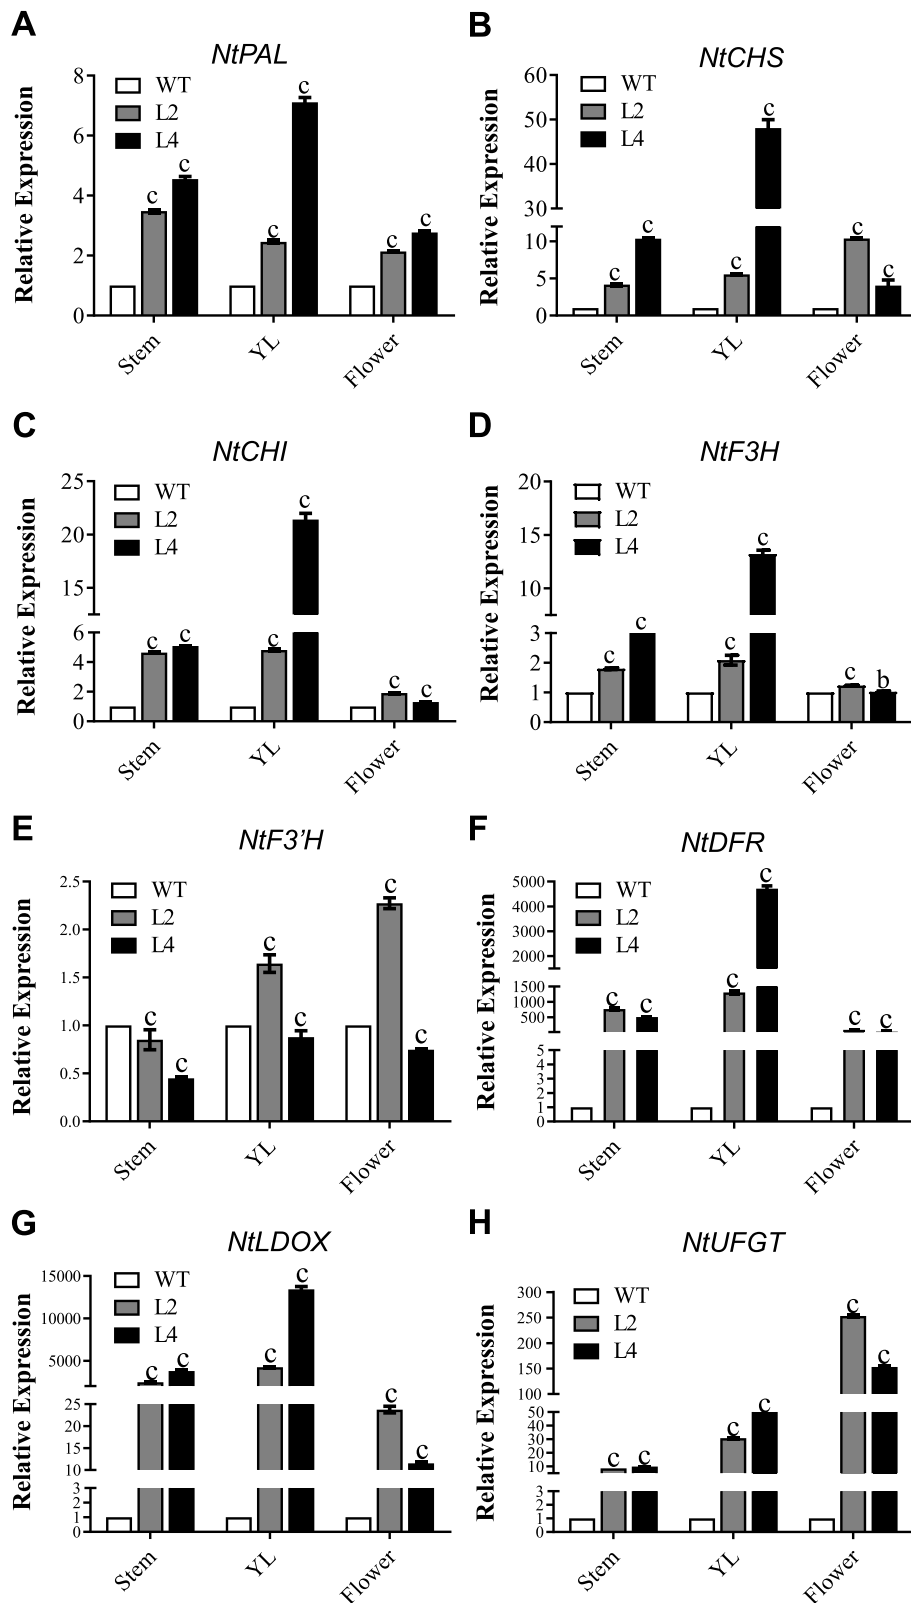 A
NtPAL
Relative Expression
8
6
4
2
0
WT
L2
L4
c
c
c
c
c
c
Stem
YL
Flower
B
NtCHS
Relative Expression
60
50
40
30
10
5
0
WT
L2
L4
c
c
c
c
c
c
Stem
YL
Flower
C
NtCHI
Relative Expression
25
20
15
6
4
2
0
WT
L2
L4
c
c
c
c
c
c
Stem
YL
Flower
D
NtF3H
Relative Expression
20
15
10
3
2
1
0
WT
L2
L4
c
c
c
c
c
b
Stem
YL
Flower
E
NtF3’H
Relative Expression
2.5
2.0
1.5
1.0
0.5
0.0
WT
L2
L4
c
c
c
c
c
c
Stem
YL
Flower
F
NtDFR
Relative Expression
5000
4000
3000
2000
1500
1000
500
5
4
3
2
1
0
WT
L2
L4
c
c
c
c
c
c
Stem
YL
Flower
G
NtLDOX
Relative Expression
15000
10000
5000
25
20
15
10
3
2
1
0
WT
L2
L4
c
c
c
c
c
c
Stem
YL
Flower
H
NtUFGT
Relative Expression
300
250
200
150
100
50
40
30
20
10
3
2
1
0
WT
L2
L4
c
c
c
c
c
c
Stem
YL
Flower